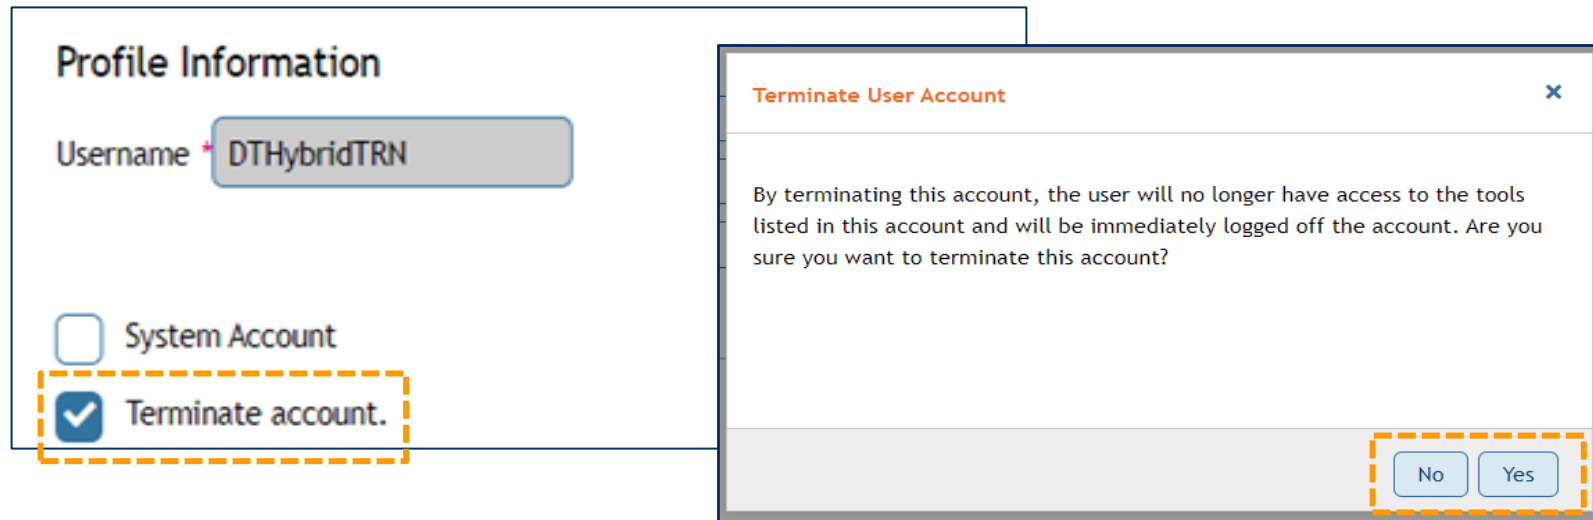 Profile Information
Username * DTHybridTRN
System Account
Terminate account.
Terminate User Account
×
By terminating this account, the user will no longer have access to the tools
listed in this account and will be immediately logged off the account. Are you
sure you want to terminate this account?
No Yes